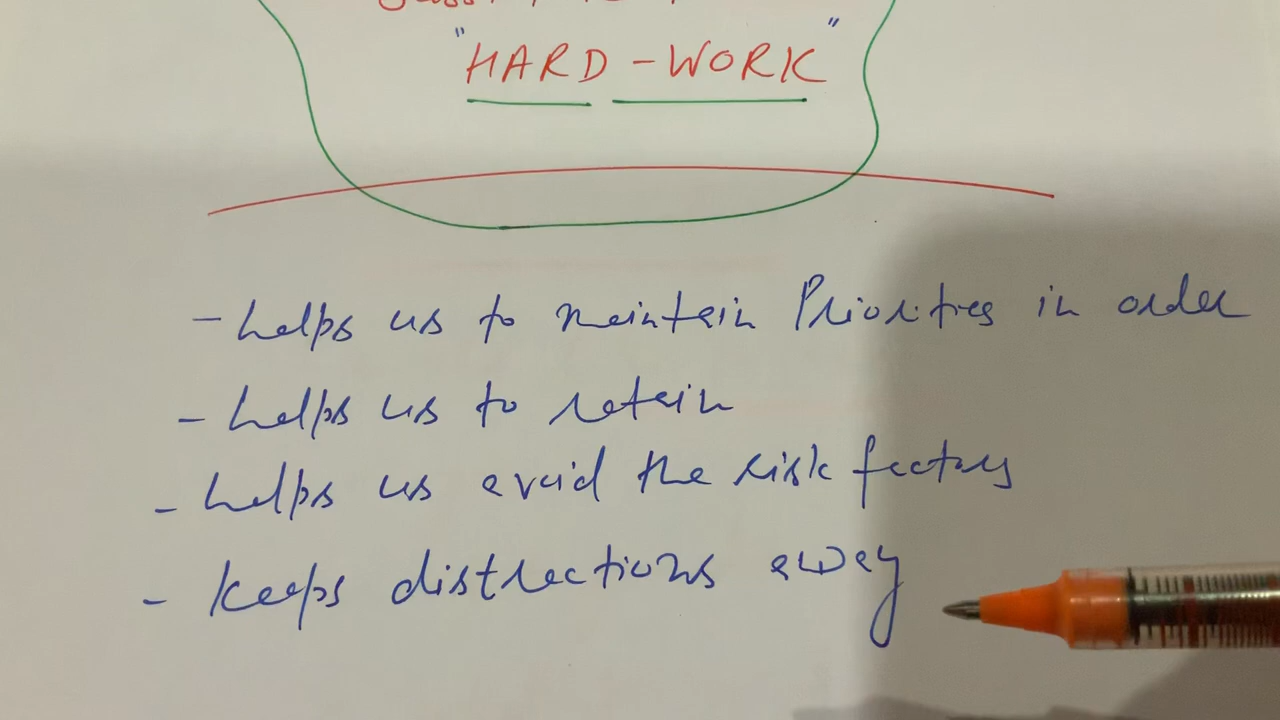 "HARD-WORK"
- helps us to maintain Priorities in order
- helps us to retain
- helps us avoid the risk factors
- keeps distractions away